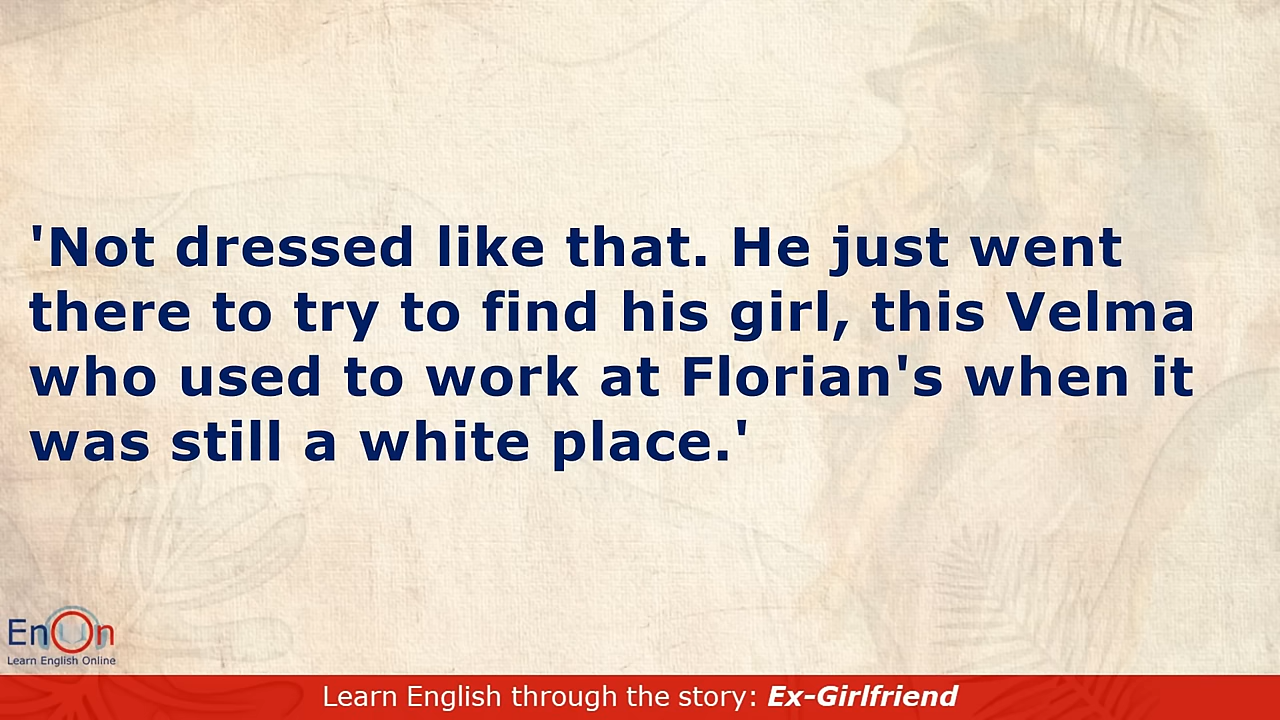 'Not dressed like that. He just went
there to try to find his girl, this Velma
who used to work at Florian's when it
was still a white place.'
EnOn
Learn English Online
Learn English through the story: Ex-Girlfriend